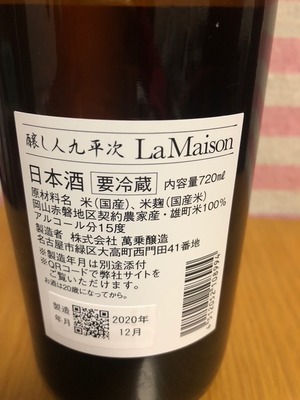 醸し人九平次 La Maison
日本酒 要冷蔵 内容量720ml
原材料名 米(国産)、米麹(国産米)
岡山赤磐地区契約農家産・雄町米100%
アルコール分15度
製造者 株式会社 萬乗醸造
名古屋市緑区大高町西門田41番地
※製造年月は別途添付
※QRコードで弊社サイトを
ご覧いただけます。
お酒は20歳になってから。
製造
年月
2020年
12月